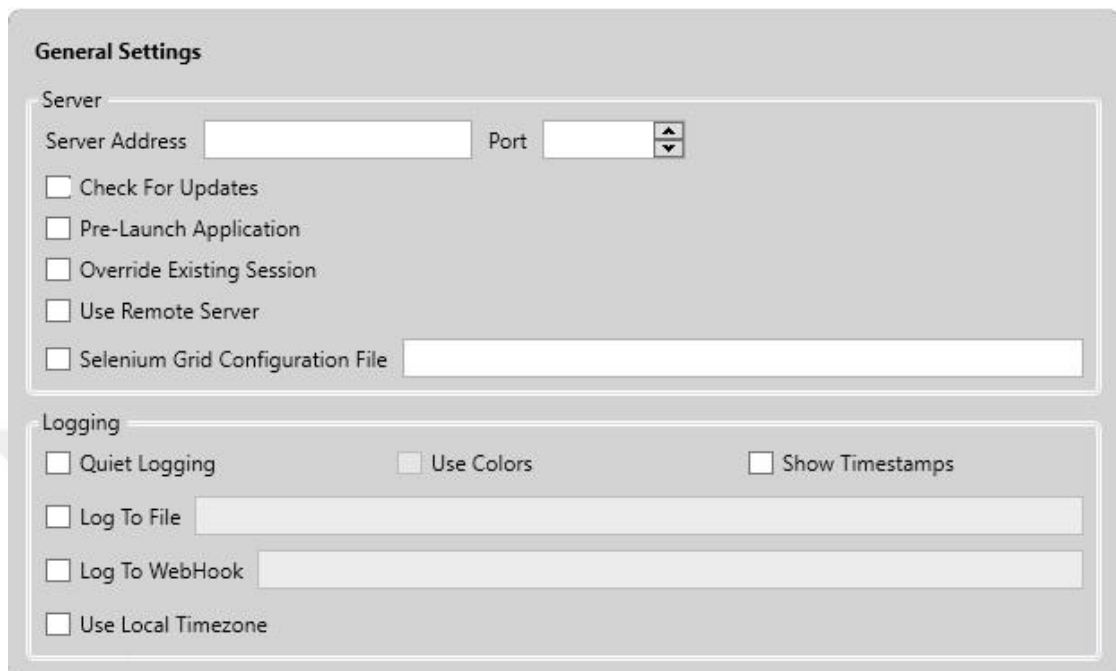 General Settings
Server
Server Address Port
Check For Updates
Pre-Launch Application
Override Existing Session
Use Remote Server
Selenium Grid Configuration File
Logging
Quiet Logging Use Colors Show Timestamps
Log To File
Log To WebHook
Use Local Timezone